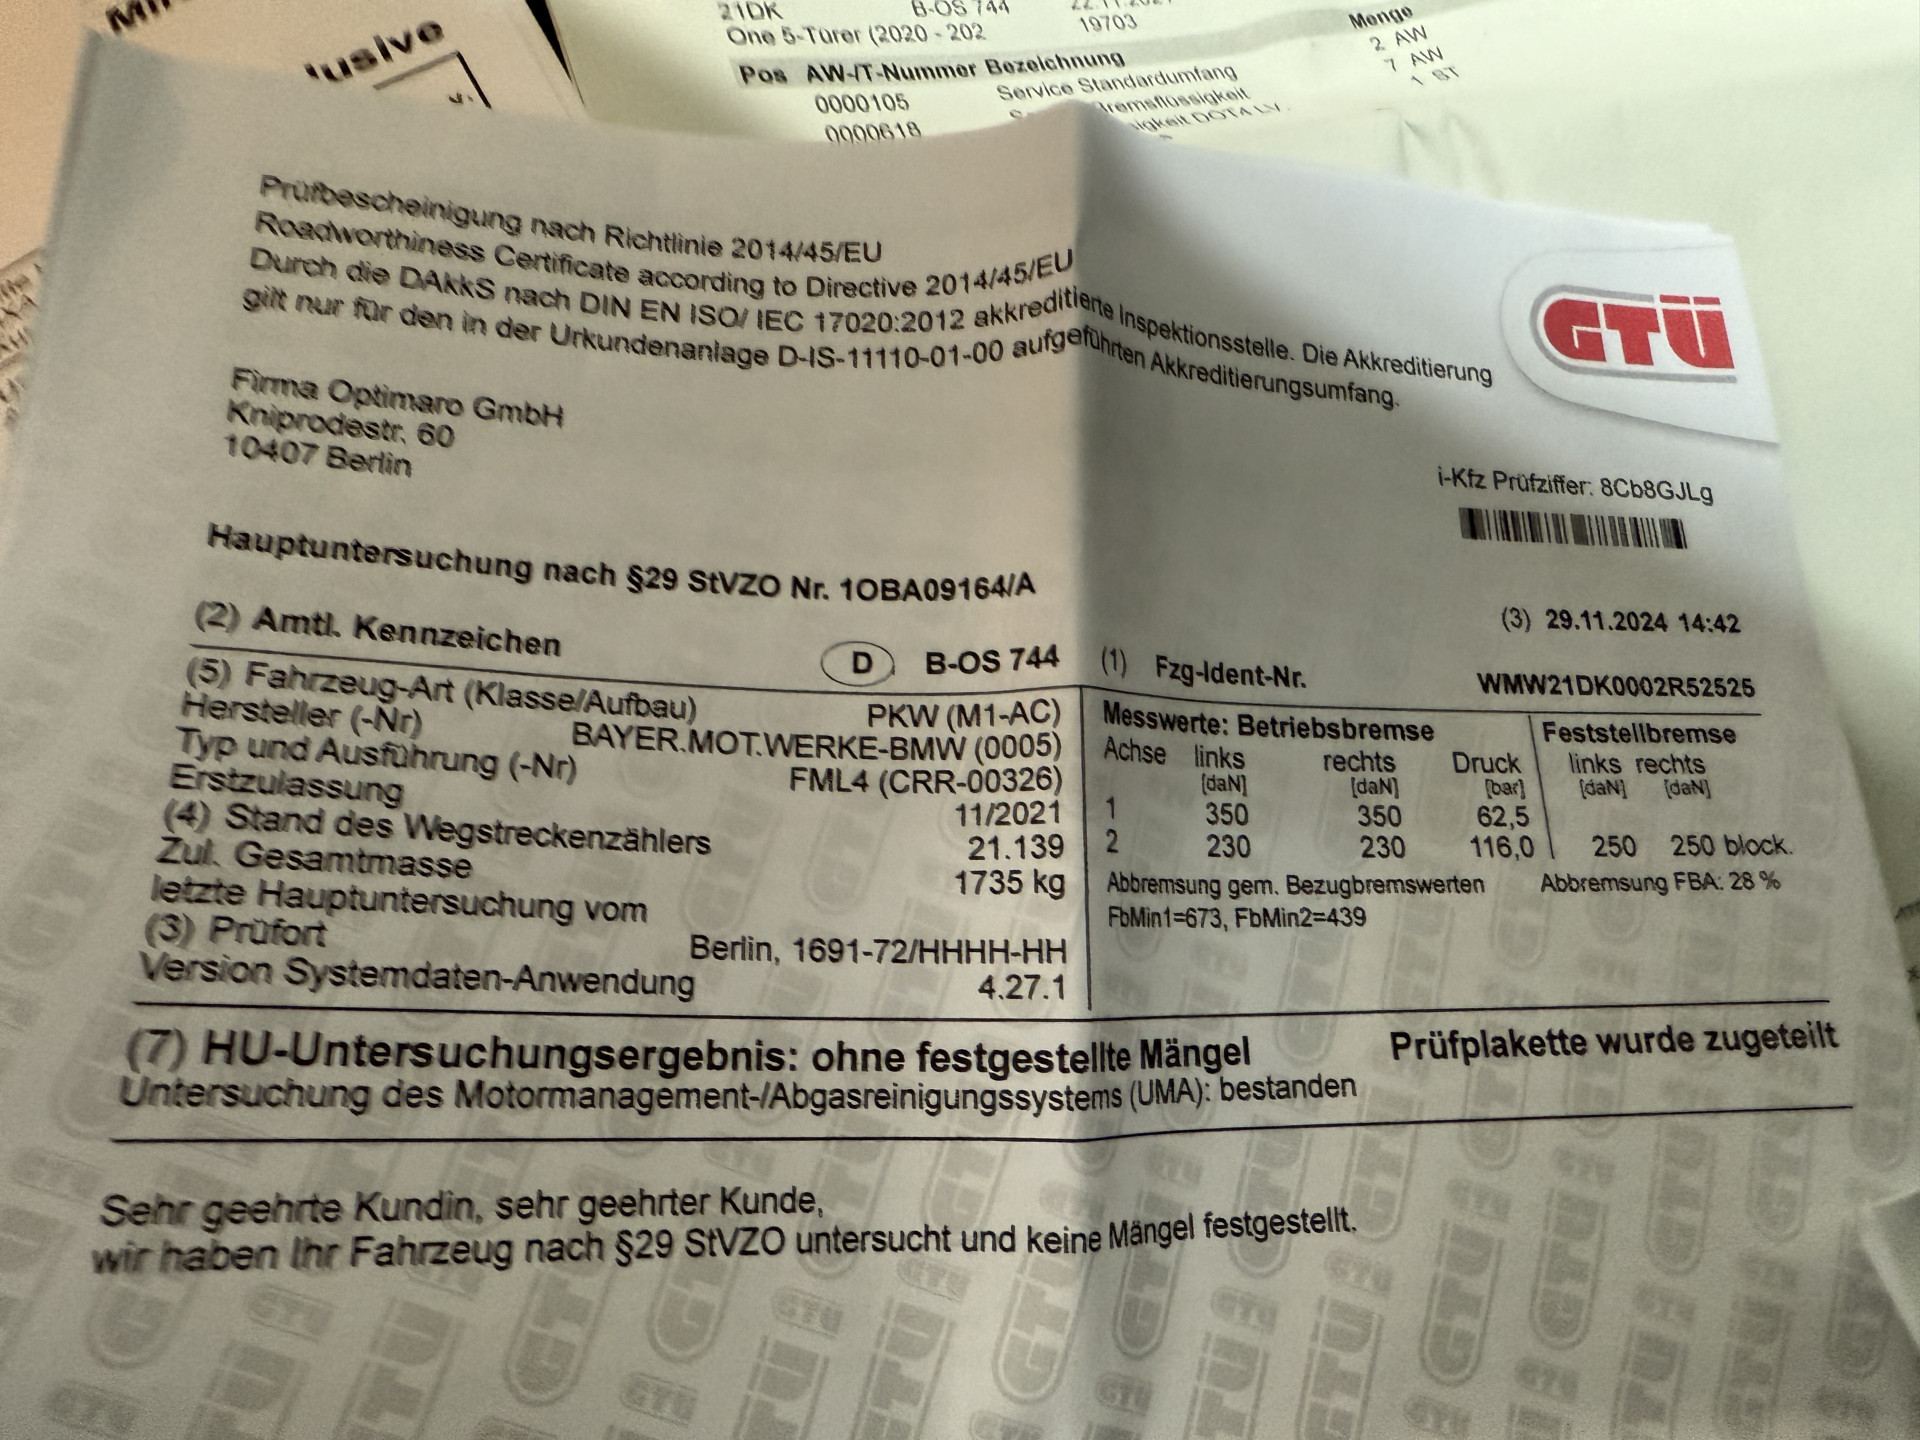 lusive
21DK B-OS 744
One 5-Türer (2020 - 202 19703
Menge
Pos AW-/T-Nummer Bezeichnung
2 AW
0000105 Service Standardumfang
7 AW
0000618
1 ST
Prüfbescheinigung nach Richtlinie 2014/45/EU
Roadworthiness Certificate according to Directive 2014/45/EU
Durch die DAkkS nach DIN EN ISO/ IEC 17020:2012 akkreditierte Inspektionsstelle. Die Akkreditierung
gilt nur für den in der Urkundenanlage D-IS-11110-01-00 aufgeführten Akkreditierungsumfang.
GTÜ
Firma Optimaro GmbH
Kniprodestr. 60
10407 Berlin
i-Kfz Prüfziffer: 8Cb8GJLg
Hauptuntersuchung nach §29 StVZO Nr. 1OBA09164/A
(3) 29.11.2024 14:42
(2) Amtl. Kennzeichen D B-OS 744
(1) Fzg-Ident-Nr. WMW21DK0002R52525
(5) Fahrzeug-Art (Klasse/Aufbau) PKW (M1-AC)
Hersteller (-Nr) BAYER.MOT.WERKE-BMW (0005)
Typ und Ausführung (-Nr) FML4 (CRR-00326)
Erstzulassung 11/2021
(4) Stand des Wegstreckenzählers 21.139
Zul. Gesamtmasse 1735 kg
letzte Hauptuntersuchung vom
(3) Prüfort Berlin, 1691-72/HHHH-HH
Version Systemdaten-Anwendung 4.27.1
Messwerte: Betriebsbremse Feststellbremse
Achse links rechts Druck links rechts
[daN] [daN] [bar] [daN] [daN]
1 350 350 62,5
2 230 230 116,0 250 250 block.
Abbremsung gem. Bezugbremswerten Abbremsung FBA: 28 %
FbMin1=673, FbMin2=439
(7) HU-Untersuchungsergebnis: ohne festgestellte Mängel Prüfplakette wurde zugeteilt
Untersuchung des Motormanagement-/Abgasreinigungssystems (UMA): bestanden
Sehr geehrte Kundin, sehr geehrter Kunde,
wir haben Ihr Fahrzeug nach §29 StVZO untersucht und keine Mängel festgestellt.